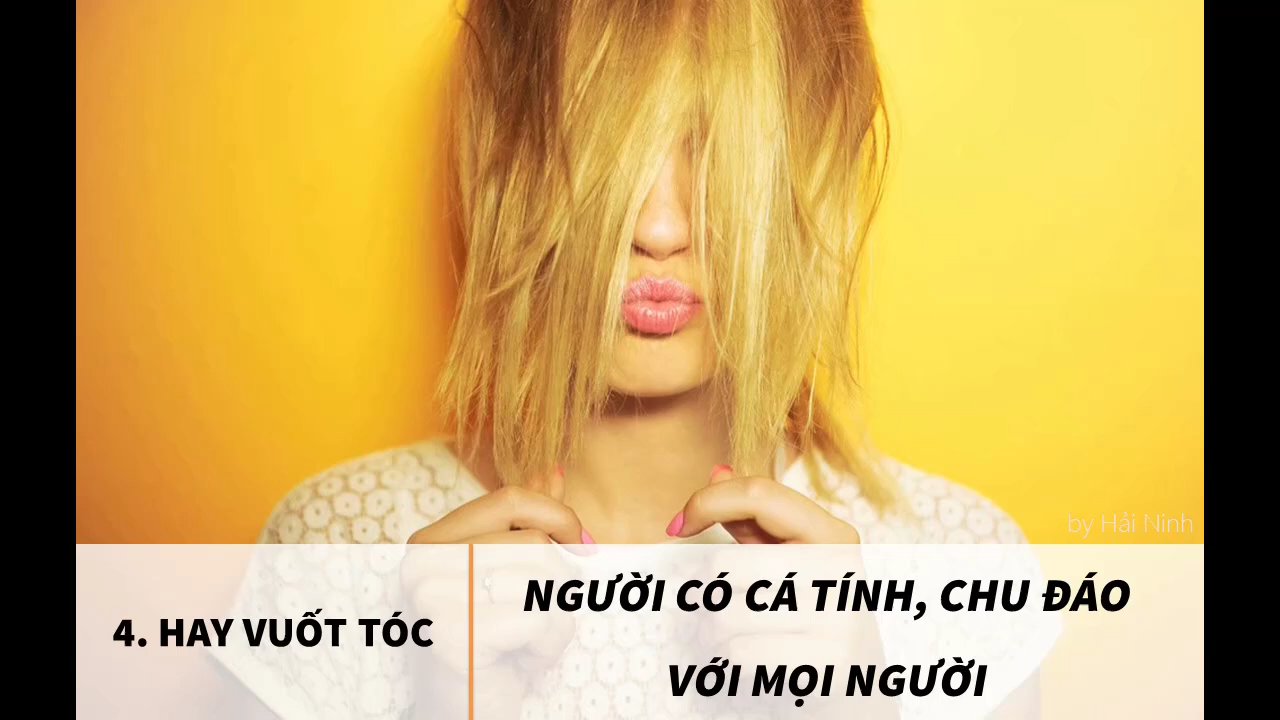 by Hải Ninh
4. HAY VUỐT TÓC
NGƯỜI CÓ CÁ TÍNH, CHU ĐÁO
VỚI MỌI NGƯỜI